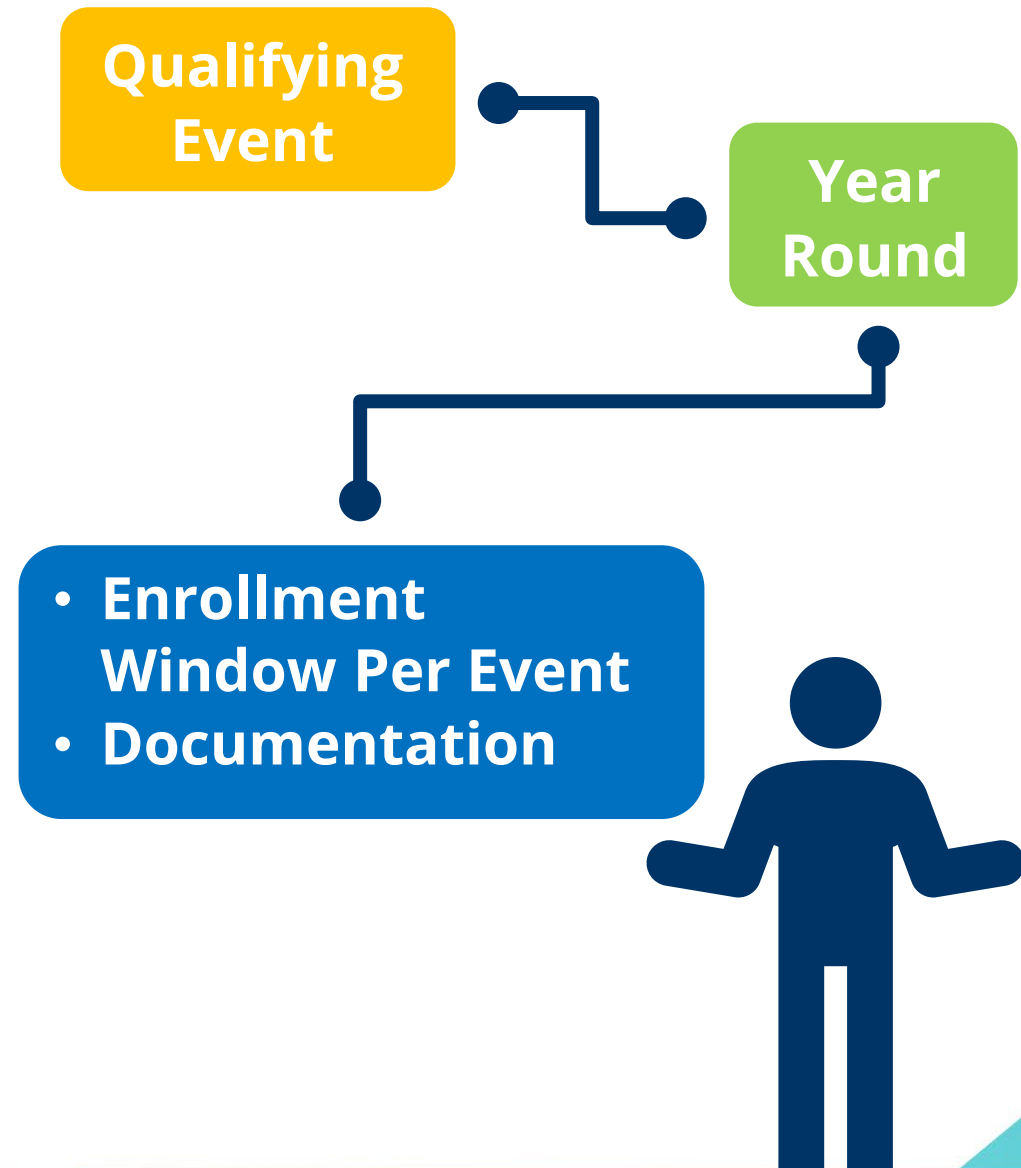 Qualifying
Event
Year
Round
• Enrollment
Window Per Event
• Documentation